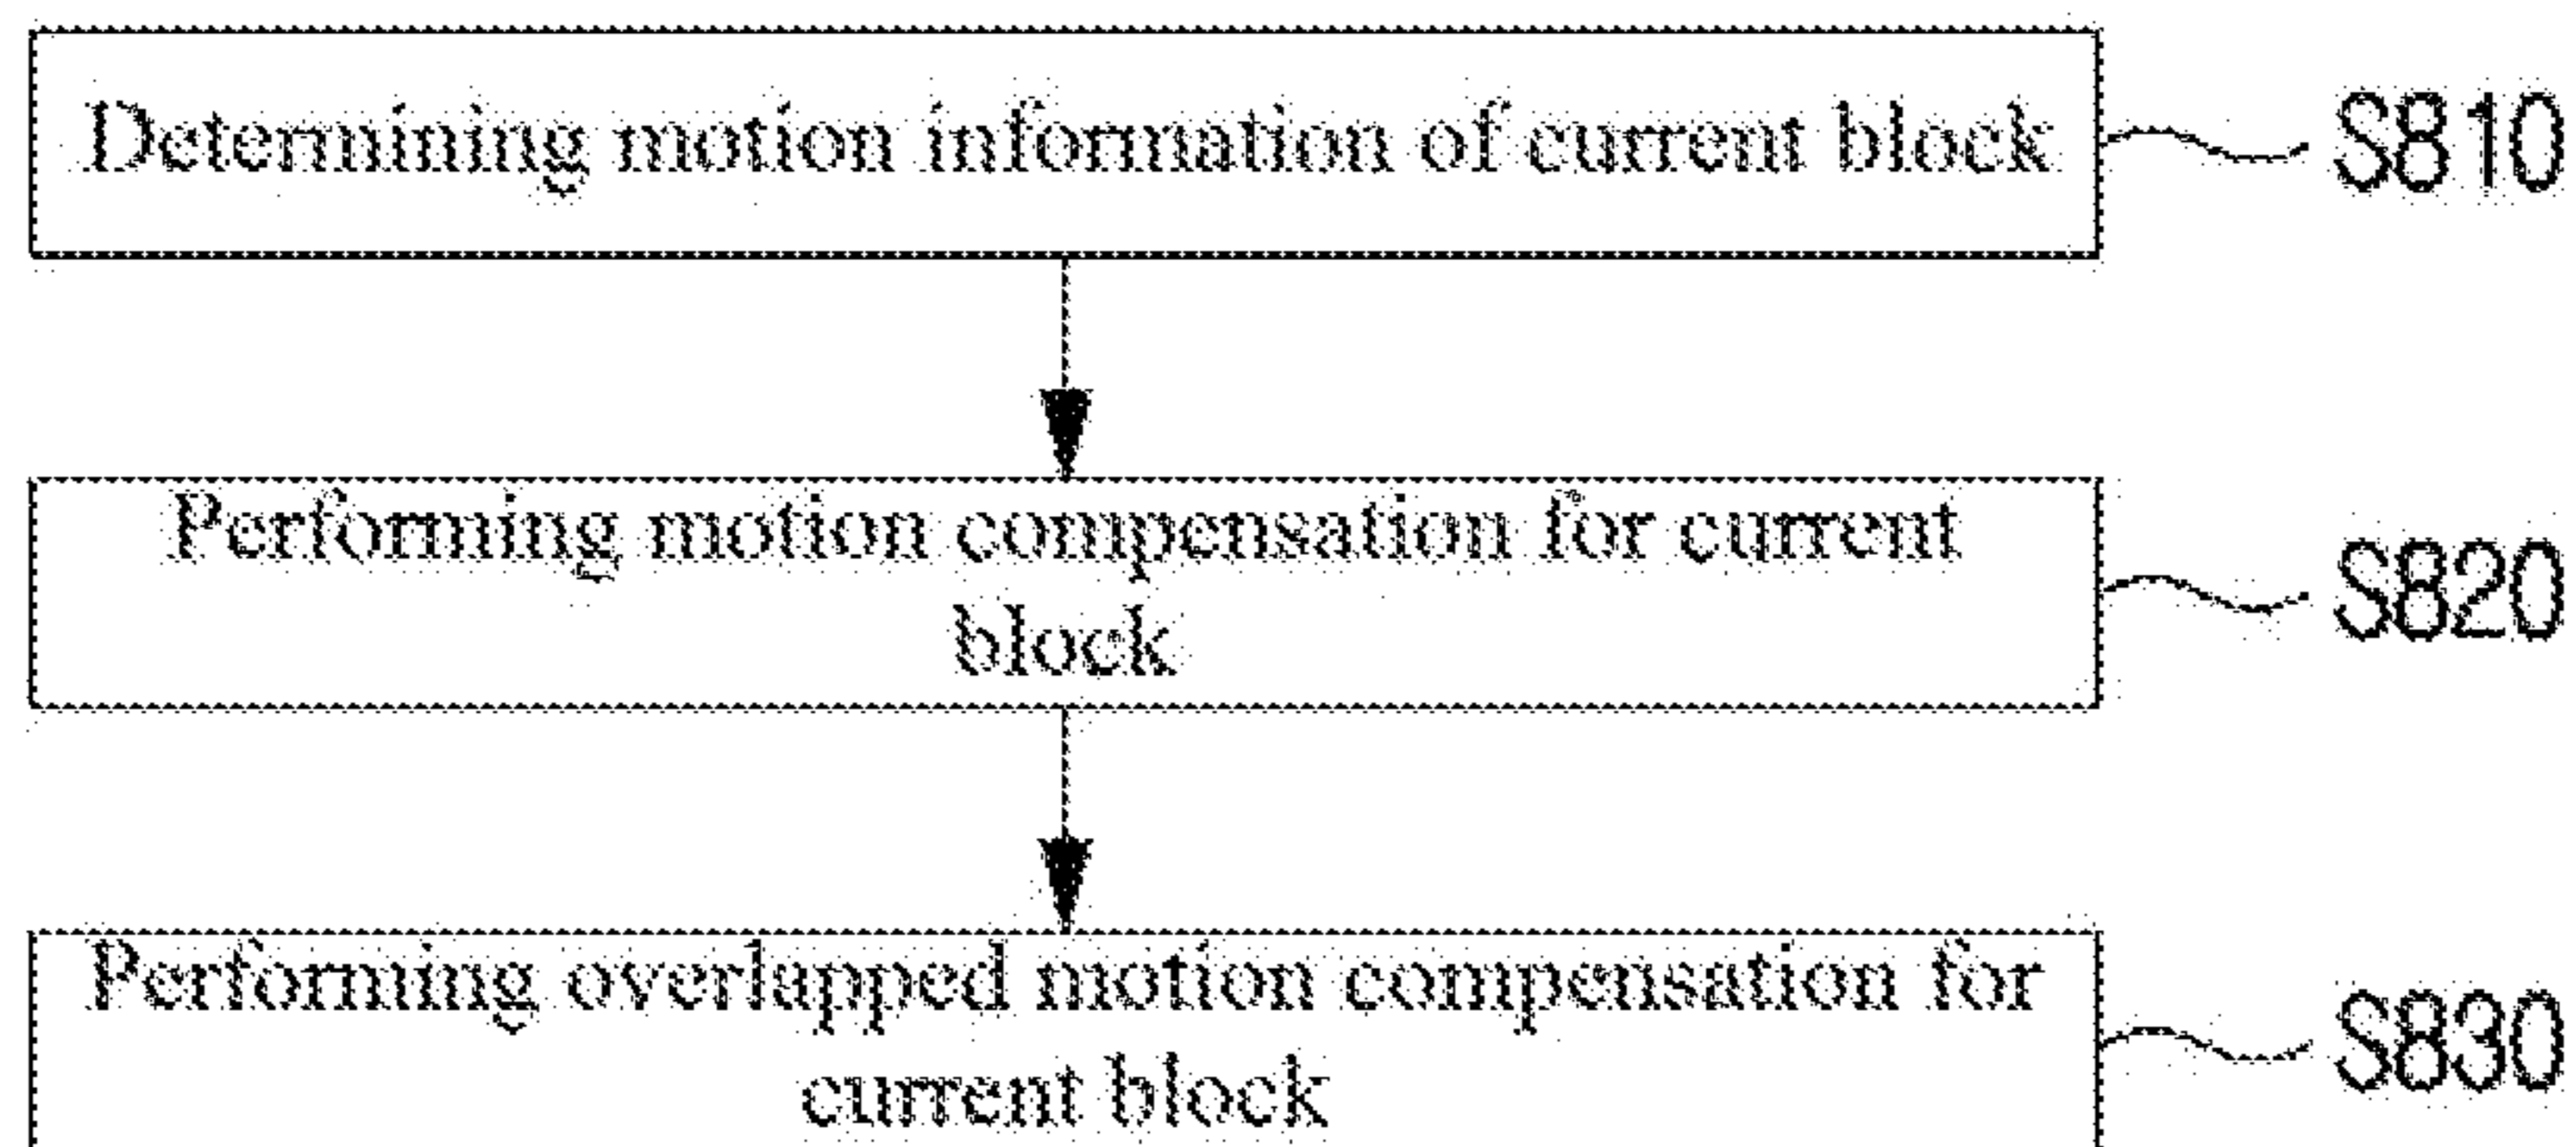 Determining motion information of current block
S810
Performing motion compensation for current
block
S820
Performing overlapped motion compensation for
current block
S830